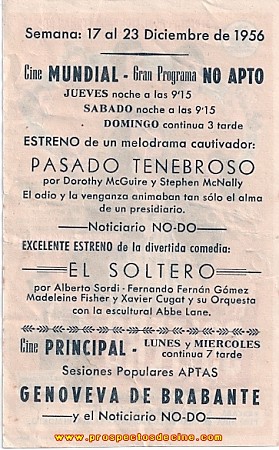 Semana: 17 al 23 Diciembre de 1956
Cine MUNDIAL - Gran Programa NO APTO
JUEVES noche a las 9'15
SABADO noche a las 9'15
DOMINGO continua 3 tarde
ESTRENO de un melodrama cautivador:
PASADO TENEBROSO
por Dorothy McGuire y Stephen McNally
El odio y la venganza animaban tan sólo el alma
de un presidiario.
Noticiario NO-DO
EXCELENTE ESTRENO de la divertida comedia:
EL SOLTERO
por Alberto Sordi - Fernando Fernán Gómez
Madeleine Fisher y Xavier Cugat y su Orquesta
con la escultural Abbe Lane.
Cine PRINCIPAL - LUNES y MIERCOLES
continua 7 tarde
Sesiones Populares APTAS
GENOVEVA DE BRABANTE
y el Noticiario NO-DO
www.prospectosdecine.com